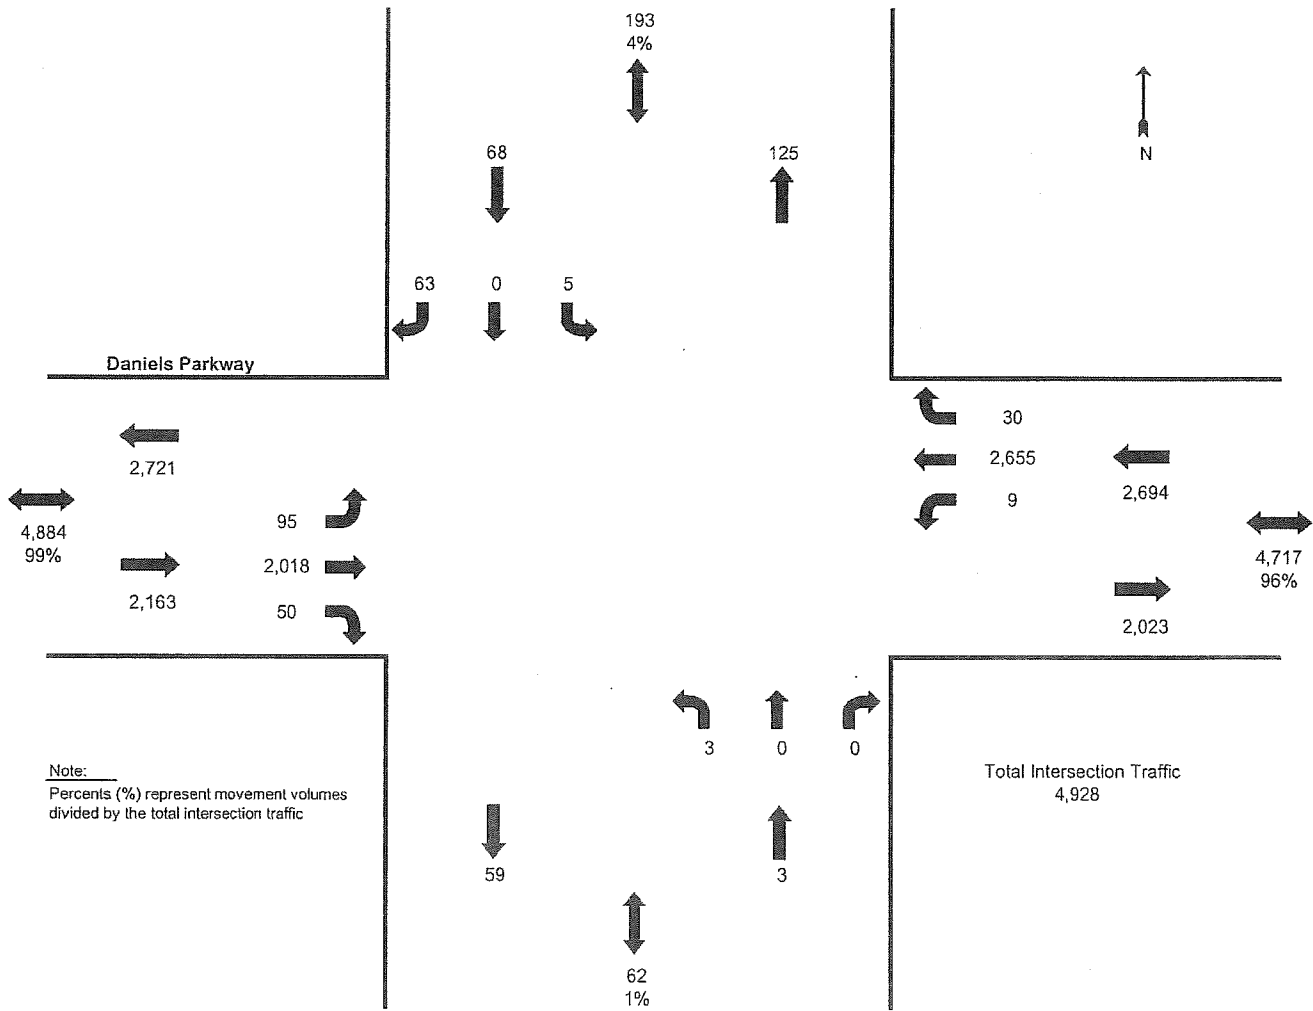 193
4%
N
68
125
63 0 5
Daniels Parkway
30
2,721
2,655
2,694
9
4,884
99%
95
2,018
2,163
50
4,717
96%
2,023
3 0 0
Note:
Percents (%) represent movement volumes
divided by the total intersection traffic
Total Intersection Traffic
4,928
59
3
62
1%